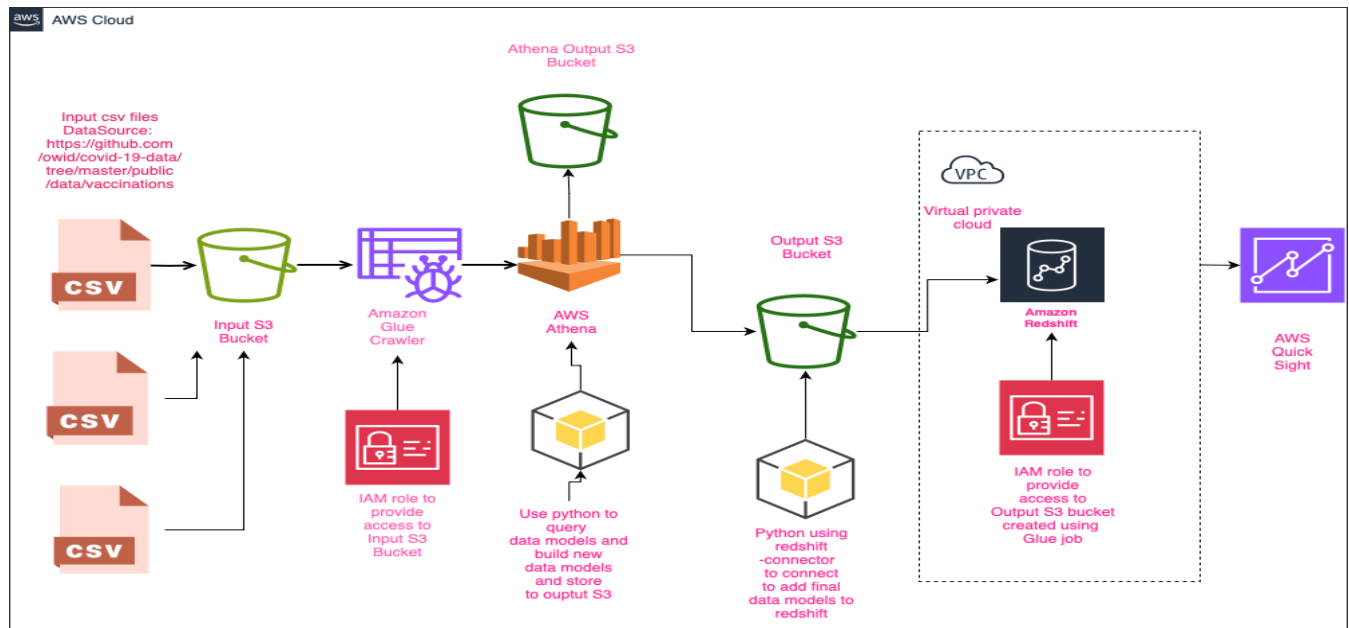 aws
AWS Cloud
Athena Output S3
Bucket
Input csv files
DataSource:
https://github.com
/owid/covid-19-data/
tree/master/public
/data/vaccinations
CSV
CSV
CSV
Input S3
Bucket
Amazon
Glue
Crawler
IAM role to
provide
access to
Input S3
Bucket
AWS
Athena
Use python to
query
data models and
build new
data models
and store
to ouptut S3
Output S3
Bucket
Python using
redshift
-connector
to connect
to add final
data models to
redshift
VPC
Virtual private
cloud
Amazon
Redshift
IAM role to
provide
access to
Output S3 bucket
created using
Glue job
AWS
Quick
Sight